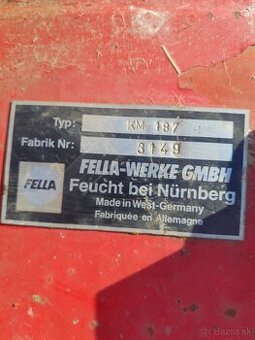 Typ: KM 187
Fabrik Nr: 3149
FELLA-WERKE GMBH
FELLA
Feucht bei Nürnberg
Made in West-Germany
Fabriquée en Allemagne
Bazos.sk